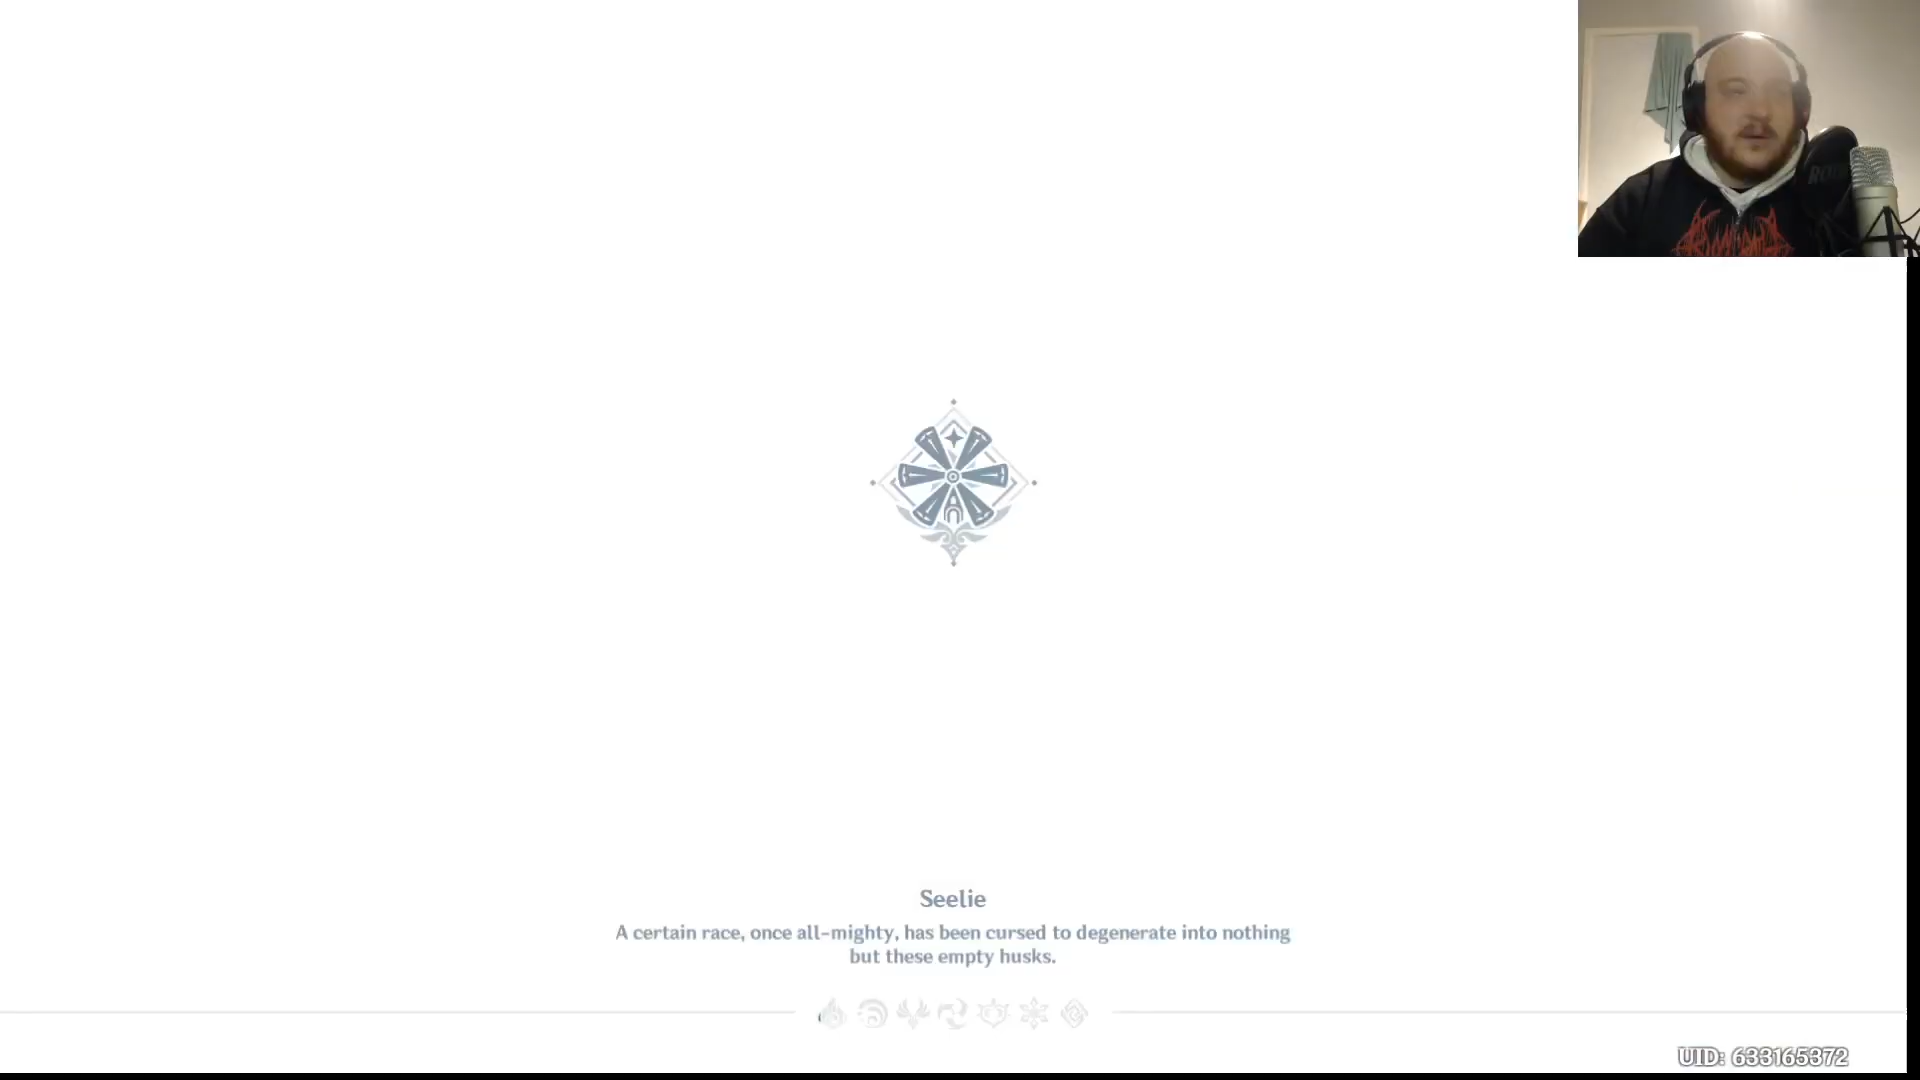 Seelie
A certain race, once all-mighty, has been cursed to degenerate into nothing
but these empty husks.
UID: 633165372